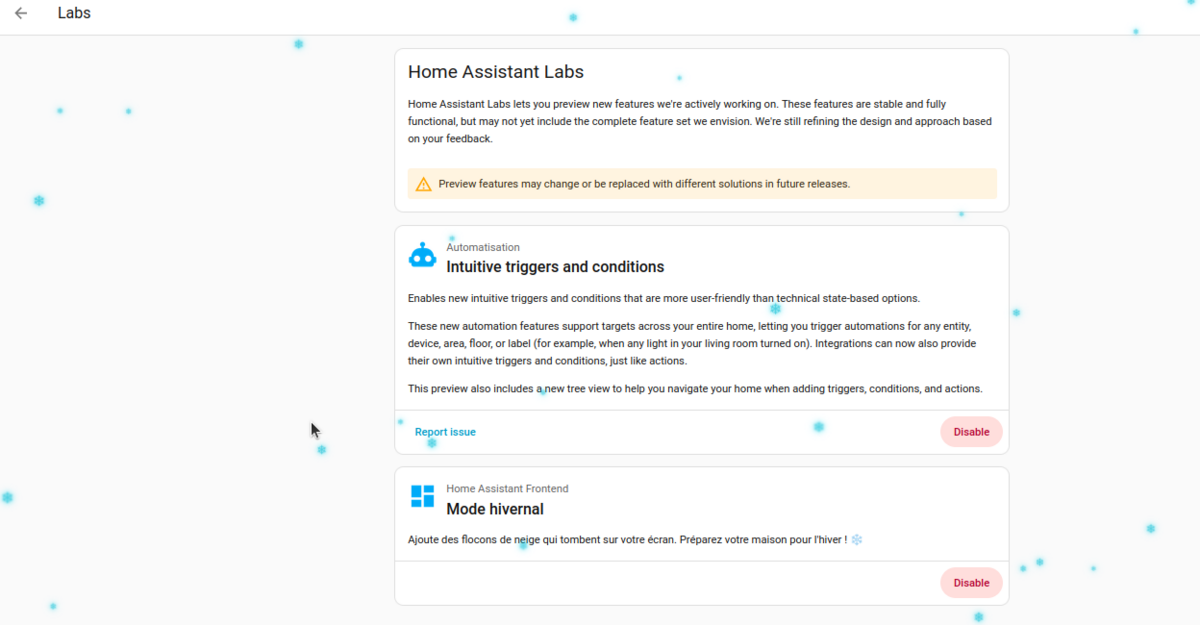 Labs
Home Assistant Labs
Home Assistant Labs lets you preview new features we're actively working on. These features are stable and fully
functional, but may not yet include the complete feature set we envision. We're still refining the design and approach based
on your feedback.
Preview features may change or be replaced with different solutions in future releases.
Automatisation
Intuitive triggers and conditions
Enables new intuitive triggers and conditions that are more user-friendly than technical state-based options.
These new automation features support targets across your entire home, letting you trigger automations for any entity,
device, area, floor, or label (for example, when any light in your living room turned on). Integrations can now also provide
their own intuitive triggers and conditions, just like actions.
This preview also includes a new tree view to help you navigate your home when adding triggers, conditions, and actions.
Report issue
Disable
Home Assistant Frontend
Mode hivernal
Ajoute des flocons de neige qui tombent sur votre écran. Préparez votre maison pour l'hiver ! ❄️
Disable